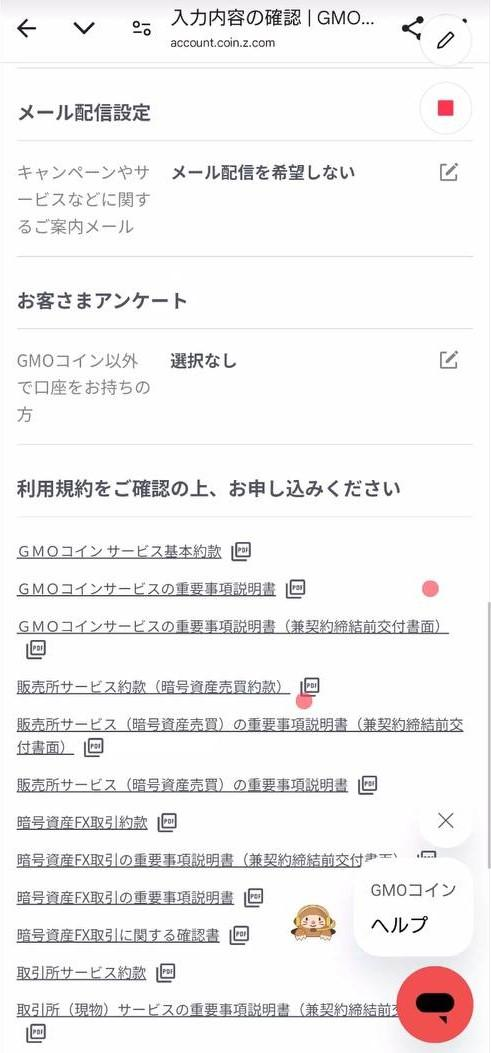 入力内容の確認 | GMO...
account.coin.z.com
メール配信設定
キャンペーンやサ
ービスなどに関す
るご案内メール
メール配信を希望しない
お客さまアンケート
GMOコイン以外
で口座をお持ちの
方
選択なし
利用規約をご確認の上、お申し込みください
ＧＭＯコイン サービス基本約款 PDF
ＧＭＯコインサービスの重要事項説明書 PDF
ＧＭＯコインサービスの重要事項説明書（兼契約締結前交付書面）
PDF
販売所サービス約款（暗号資産売買約款） PDF
販売所サービス（暗号資産売買）の重要事項説明書（兼契約締結前交
付書面） PDF
販売所サービス（暗号資産売買）の重要事項説明書 PDF
暗号資産FX取引約款 PDF
暗号資産FX取引の重要事項説明書（兼契約締結前交付書面）
暗号資産FX取引の重要事項説明書 PDF
暗号資産FX取引に関する確認書 PDF
取引所サービス約款 PDF
取引所（現物）サービスの重要事項説明書（兼契約締結前
PDF
GMOコイン
ヘルプ